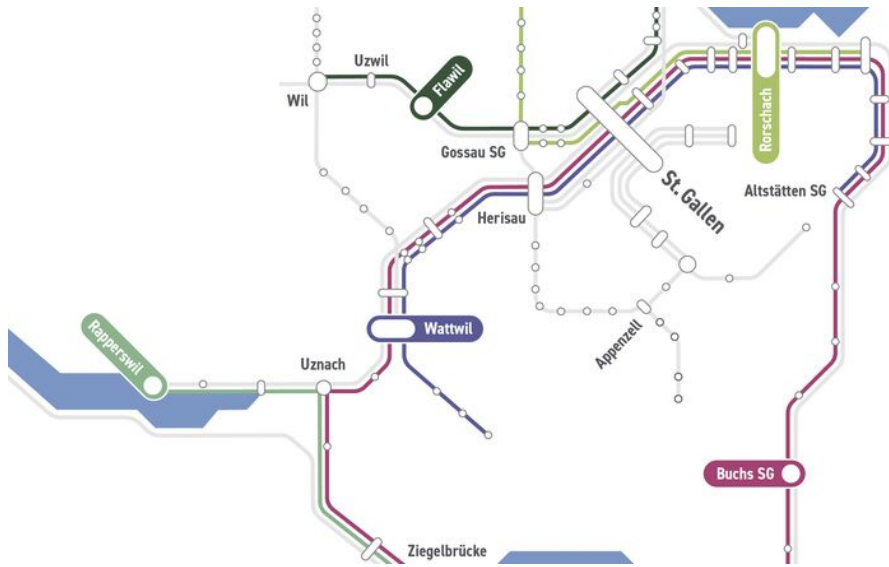 Uzwil
Flawil
Wil
Gossau SG
Rorschach
St. Gallen
Altstätten SG
Herisau
Wattwil
Appenzell
Rapperswil
Uznach
Buchs SG
Ziegelbrücke